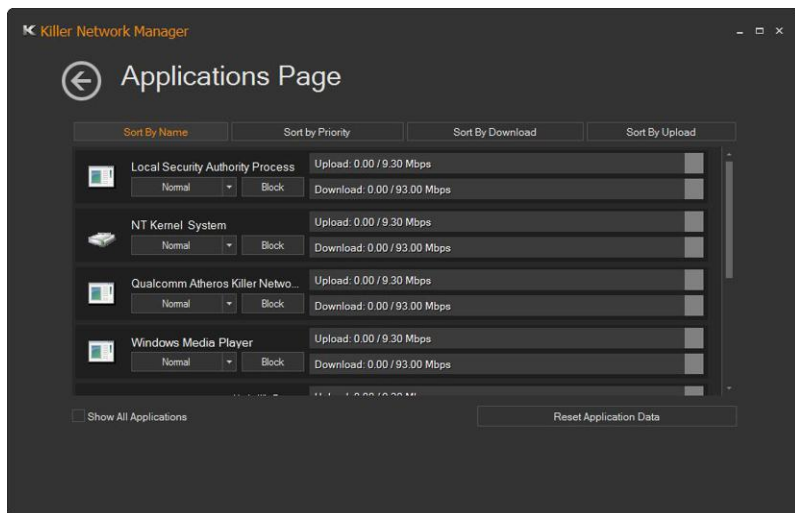 Killer Network Manager
Applications Page
Sort By Name
Sort by Priority
Sort By Download
Sort By Upload
Local Security Authority Process
Upload: 0.00 / 9.30 Mbps
Normal
Block
Download: 0.00 / 93.00 Mbps
NT Kernel System
Upload: 0.00 / 9.30 Mbps
Normal
Block
Download: 0.00 / 93.00 Mbps
Qualcomm Atheros Killer Netwo...
Upload: 0.00 / 9.30 Mbps
Normal
Block
Download: 0.00 / 93.00 Mbps
Windows Media Player
Upload: 0.00 / 9.30 Mbps
Normal
Block
Download: 0.00 / 93.00 Mbps
Show All Applications
Reset Application Data